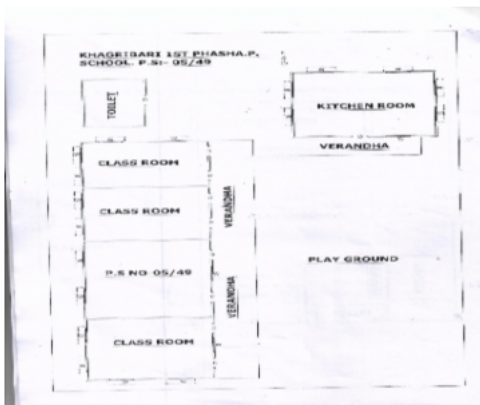 KHAGRIBARI 1ST PHASHA.P.
SCHOOL. P.S:- 05/49
TOILET
KITCHEN ROOM
VERANDHA
CLASS ROOM
VERANDHA
CLASS ROOM
P.S NO 05/49
PLAY GROUND
VERANDHA
CLASS ROOM